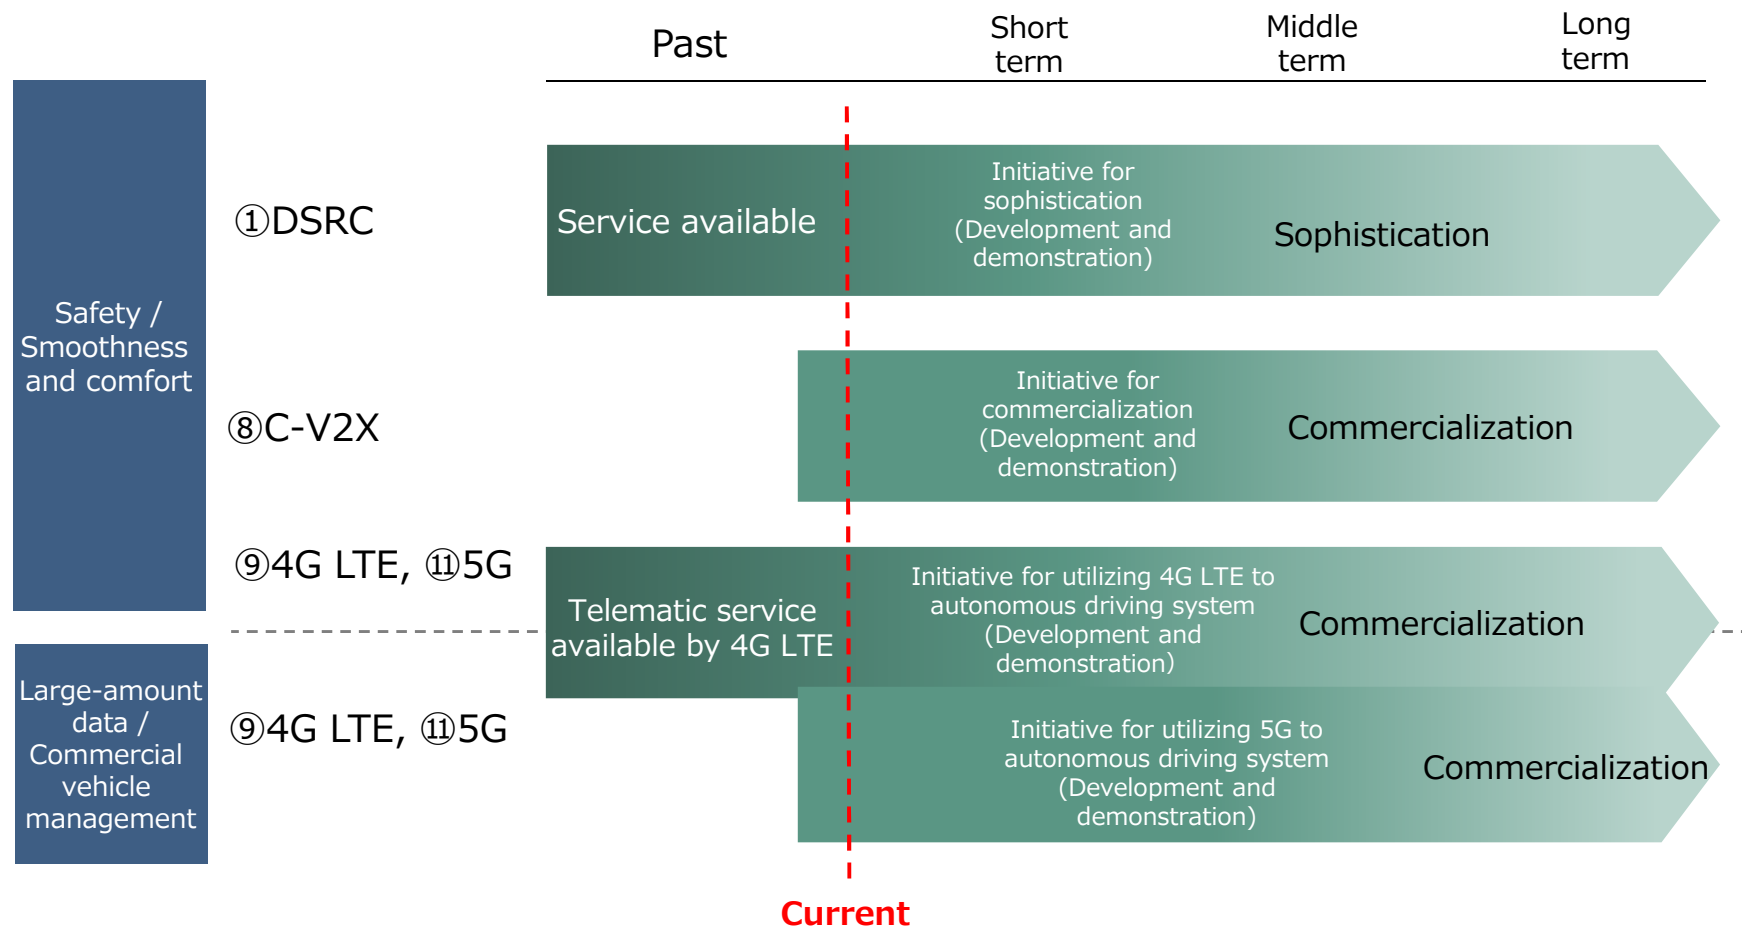 Past
Short
term
Middle
term
Long
term
Safety /
Smoothness
and comfort
①DSRC
Service available
Initiative for
sophistication
(Development and
demonstration)
Sophistication
⑧C-V2X
Initiative for
commercialization
(Development and
demonstration)
Commercialization
⑨4G LTE, ⑪5G
Telematic service
available by 4G LTE
Initiative for utilizing 4G LTE to
autonomous driving system
(Development and
demonstration)
Commercialization
Large-amount
data /
Commercial
vehicle
management
⑨4G LTE, ⑪5G
Initiative for utilizing 5G to
autonomous driving system
(Development and
demonstration)
Commercialization
Current